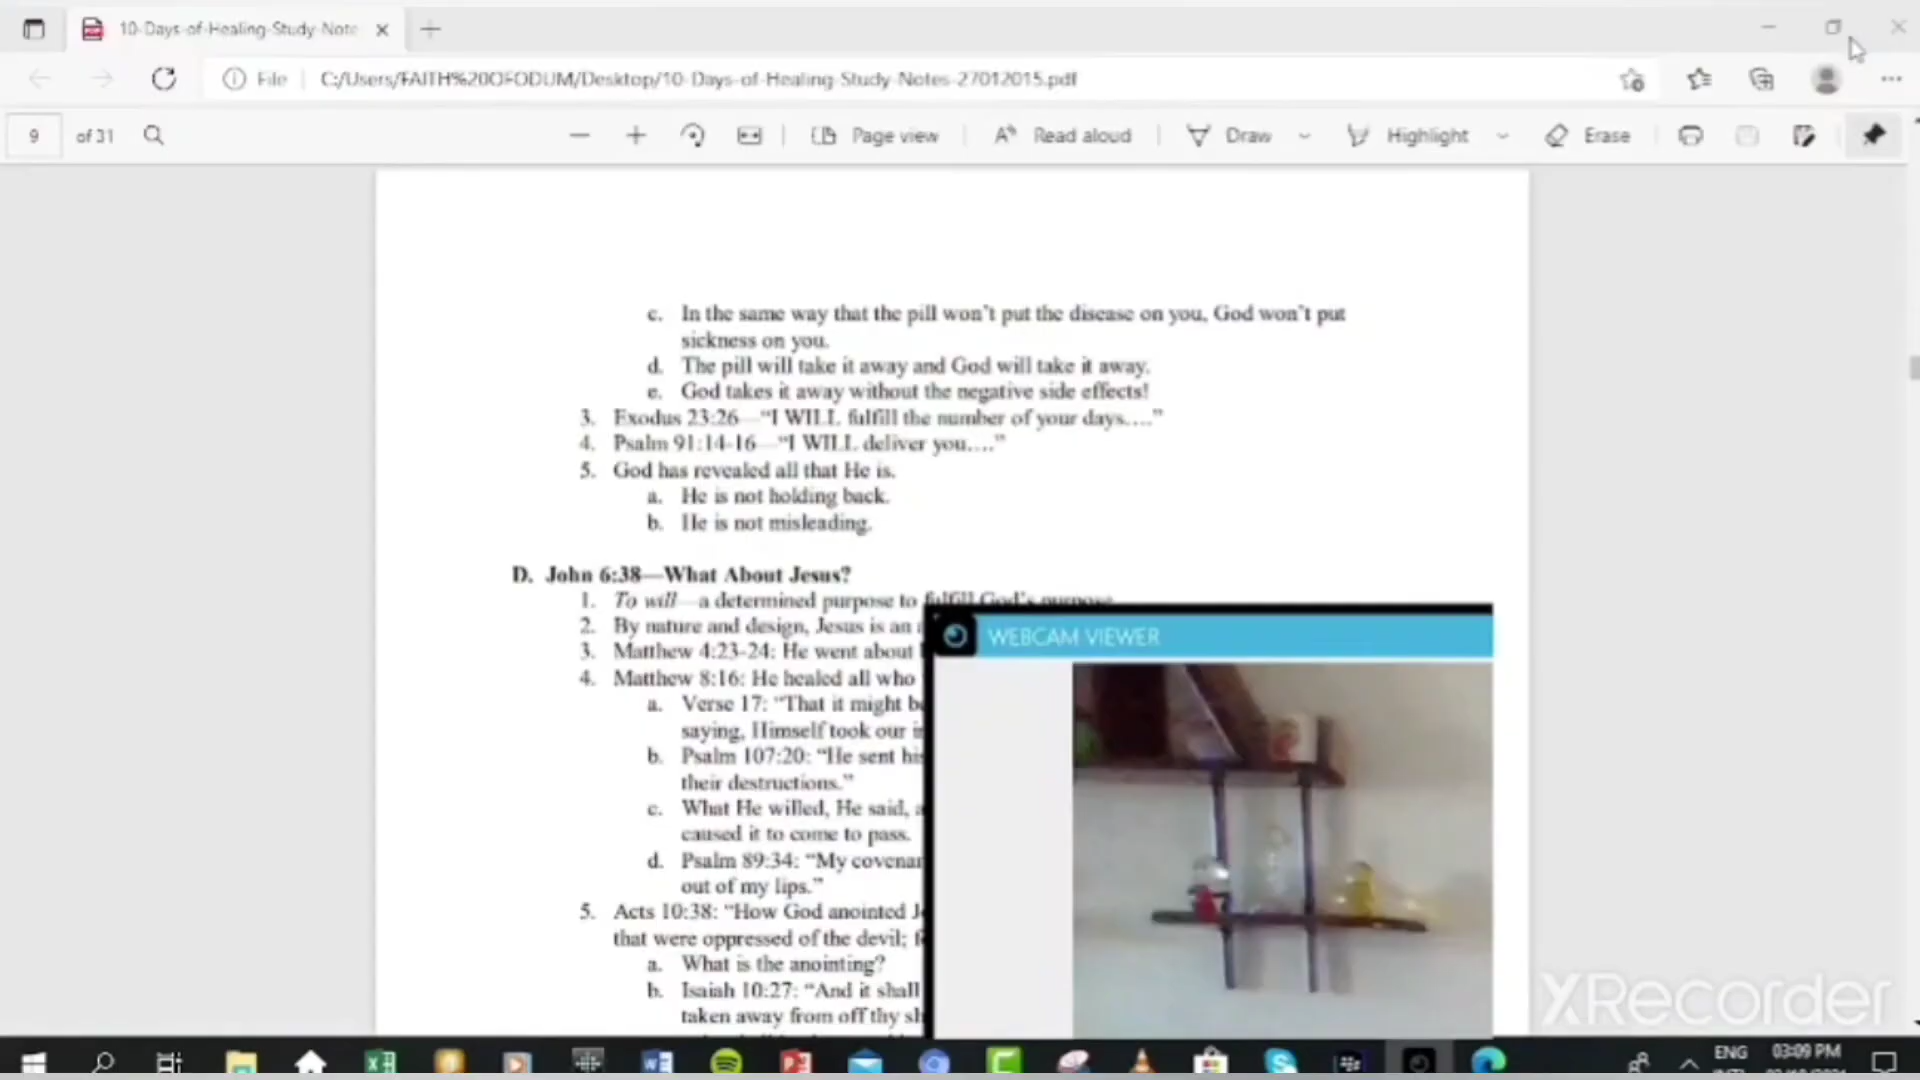 10-Days-of-Healing-Study-Note
File C:/Users/FAITH%20OFODUM/Desktop/10-Days-of-Healing-Study-Notes-27012015.pdf
9 of 31 Page view Read aloud Draw Highlight Erase
c. In the same way that the pill won't put the disease on you, God won't put
sickness on you.
d. The pill will take it away and God will take it away.
e. God takes it away without the negative side effects!
3. Exodus 23:26—"I WILL fulfill the number of your days…."
4. Psalm 91:14-16—"I WILL deliver you…."
5. God has revealed all that He is.
a. He is not holding back.
b. He is not misleading.
D. John 6:38—What About Jesus?
1. To will—a determined purpose to fulfill God's purpose
2. By nature and design, Jesus is an
3. Matthew 4:23-24: He went about
4. Matthew 8:16: He healed all who
a. Verse 17: "That it might be
saying, Himself took our
b. Psalm 107:20: "He sent his
their destructions."
c. What He willed, He said,
caused it to come to pass.
d. Psalm 89:34: "My covenan
out of my lips."
5. Acts 10:38: "How God anointed J
that were oppressed of the devil;
a. What is the anointing?
b. Isaiah 10:27: "And it shall
taken away from off thy sh
WEBCAM VIEWER
XRecorder
ENG 03:09 PM